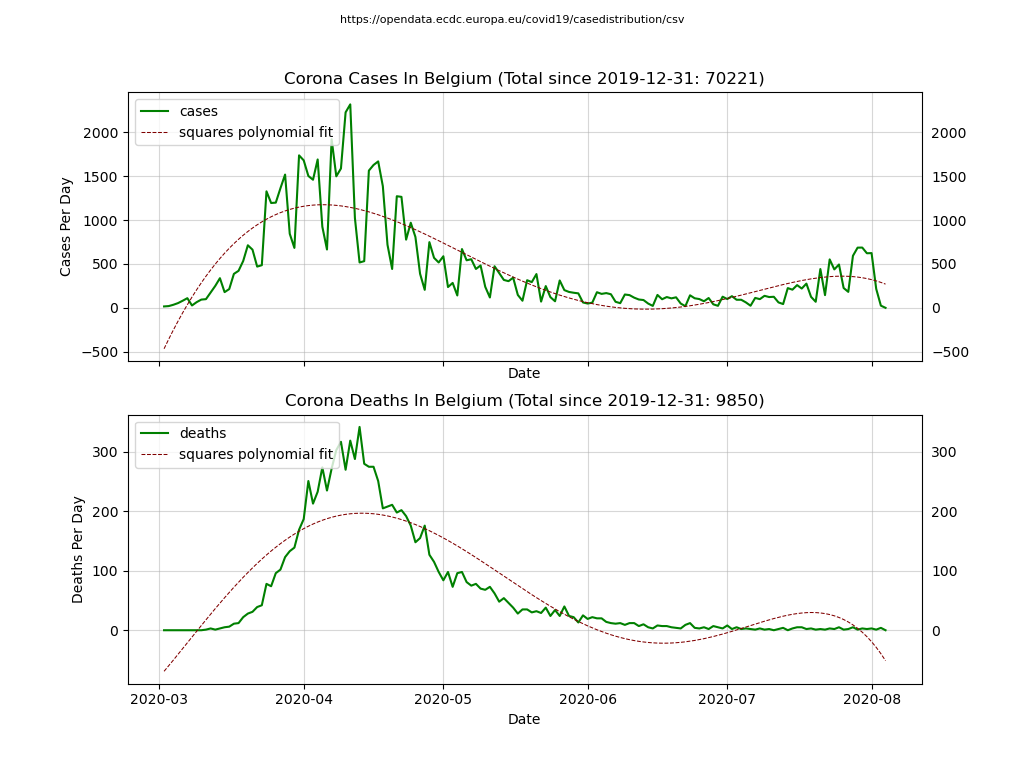 https://opendata.ecdc.europa.eu/covid19/casedistribution/csv
Corona Cases In Belgium (Total since 2019-12-31: 70221)
cases
squares polynomial fit
Cases Per Day
2000
1500
1000
500
0
−500
2000
1500
1000
500
0
−500
Date
Corona Deaths In Belgium (Total since 2019-12-31: 9850)
deaths
squares polynomial fit
Deaths Per Day
300
200
100
0
300
200
100
0
2020-03 2020-04 2020-05 2020-06 2020-07 2020-08
Date